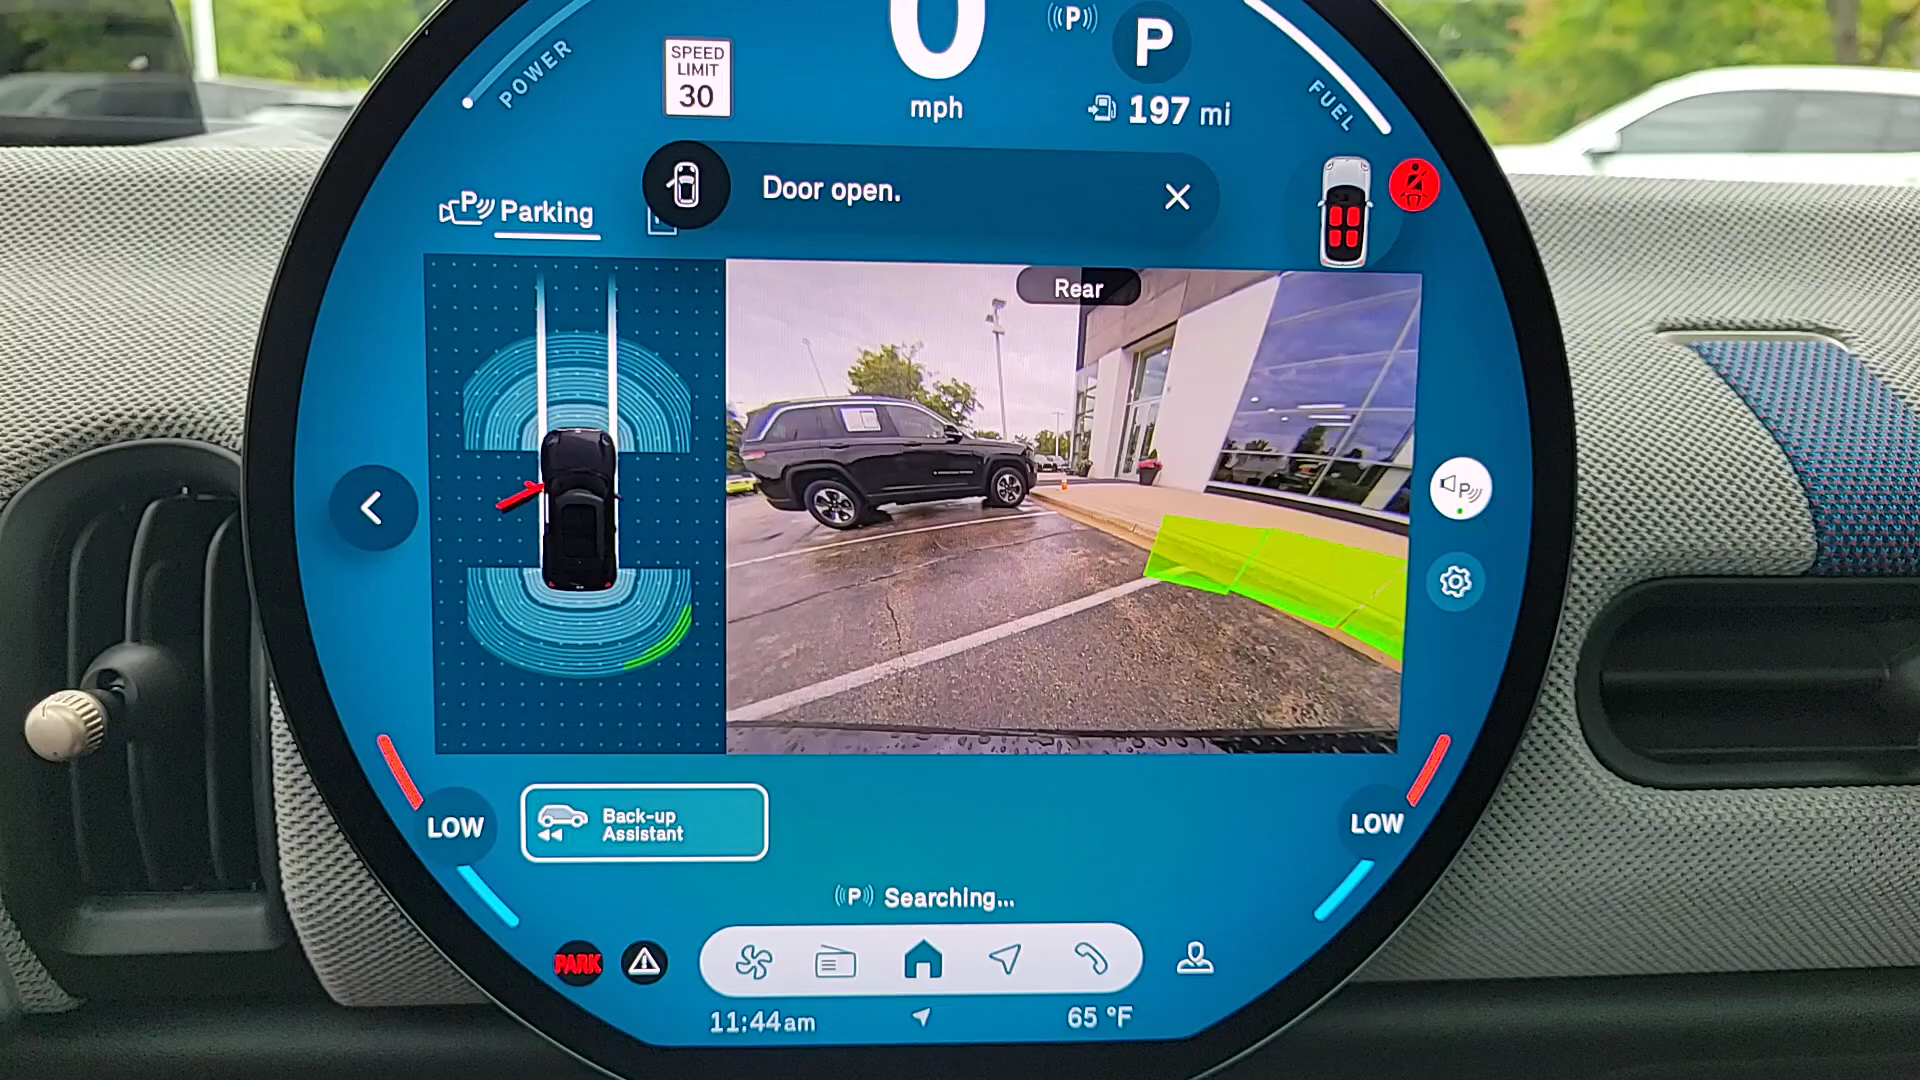 POWER
SPEED
LIMIT
30
0
mph
((P))
P
197 mi
FUEL
Door open.
P Parking
Rear
P
LOW
Back-up
Assistant
LOW
((P)) Searching...
PARK
11:44am
65 °F